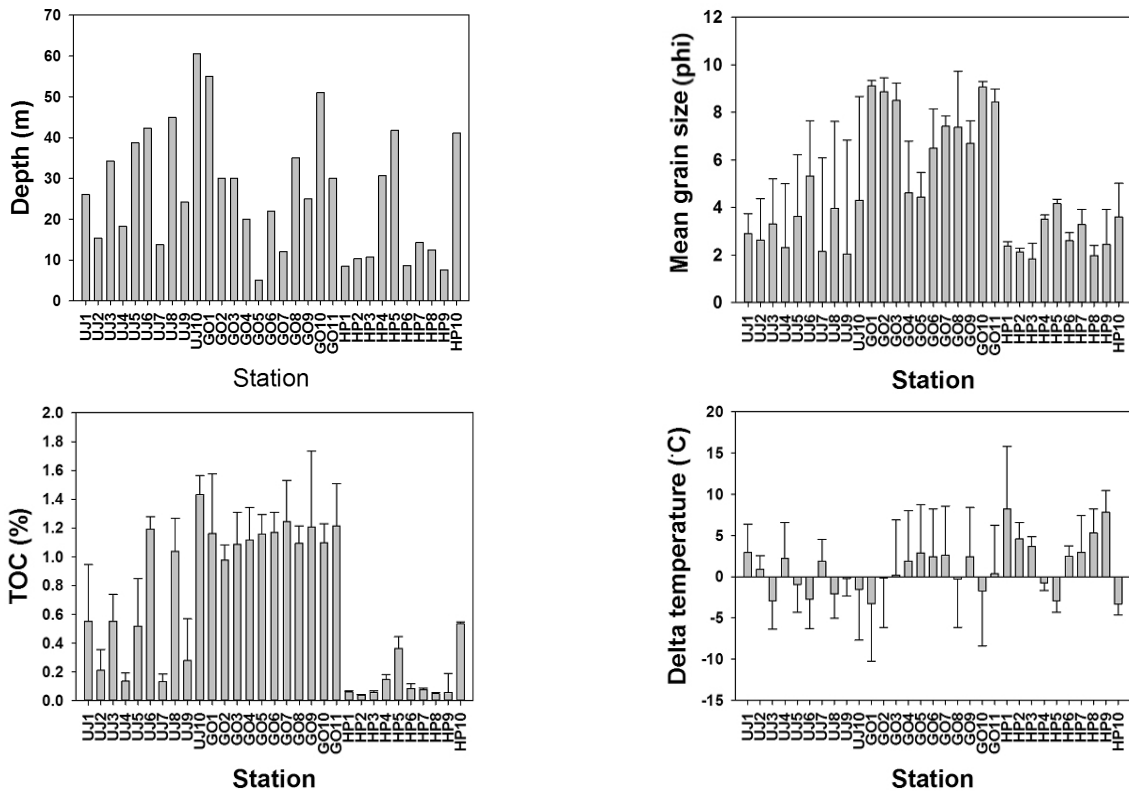 Depth (m)
70
60
50
40
30
20
10
0
UJ1 UJ2 UJ3 UJ4 UJ5 UJ6 UJ7 UJ8 UJ9 UJ10 GO1 GO2 GO3 GO4 GO5 GO6 GO7 GO8 GO9 GO10 GO11 HP1 HP2 HP3 HP4 HP5 HP6 HP7 HP8 HP9 HP10
Station
Mean grain size (phi)
12
10
8
6
4
2
0
UJ1 UJ2 UJ3 UJ4 UJ5 UJ6 UJ7 UJ8 UJ9 UJ10 GO1 GO2 GO3 GO4 GO5 GO6 GO7 GO8 GO9 GO10 GO11 HP1 HP2 HP3 HP4 HP5 HP6 HP7 HP8 HP9 HP10
Station
TOC (%)
2.0
1.8
1.6
1.4
1.2
1.0
0.8
0.6
0.4
0.2
0.0
UJ1 UJ2 UJ3 UJ4 UJ5 UJ6 UJ7 UJ8 UJ9 UJ10 GO1 GO2 GO3 GO4 GO5 GO6 GO7 GO8 GO9 GO10 GO11 HP1 HP2 HP3 HP4 HP5 HP6 HP7 HP8 HP9 HP10
Station
Delta temperature (°C)
20
15
10
5
0
-5
-10
-15
UJ1 UJ2 UJ3 UJ4 UJ5 UJ6 UJ7 UJ8 UJ9 UJ10 GO1 GO2 GO3 GO4 GO5 GO6 GO7 GO8 GO9 GO10 GO11 HP1 HP2 HP3 HP4 HP5 HP6 HP7 HP8 HP9 HP10
Station